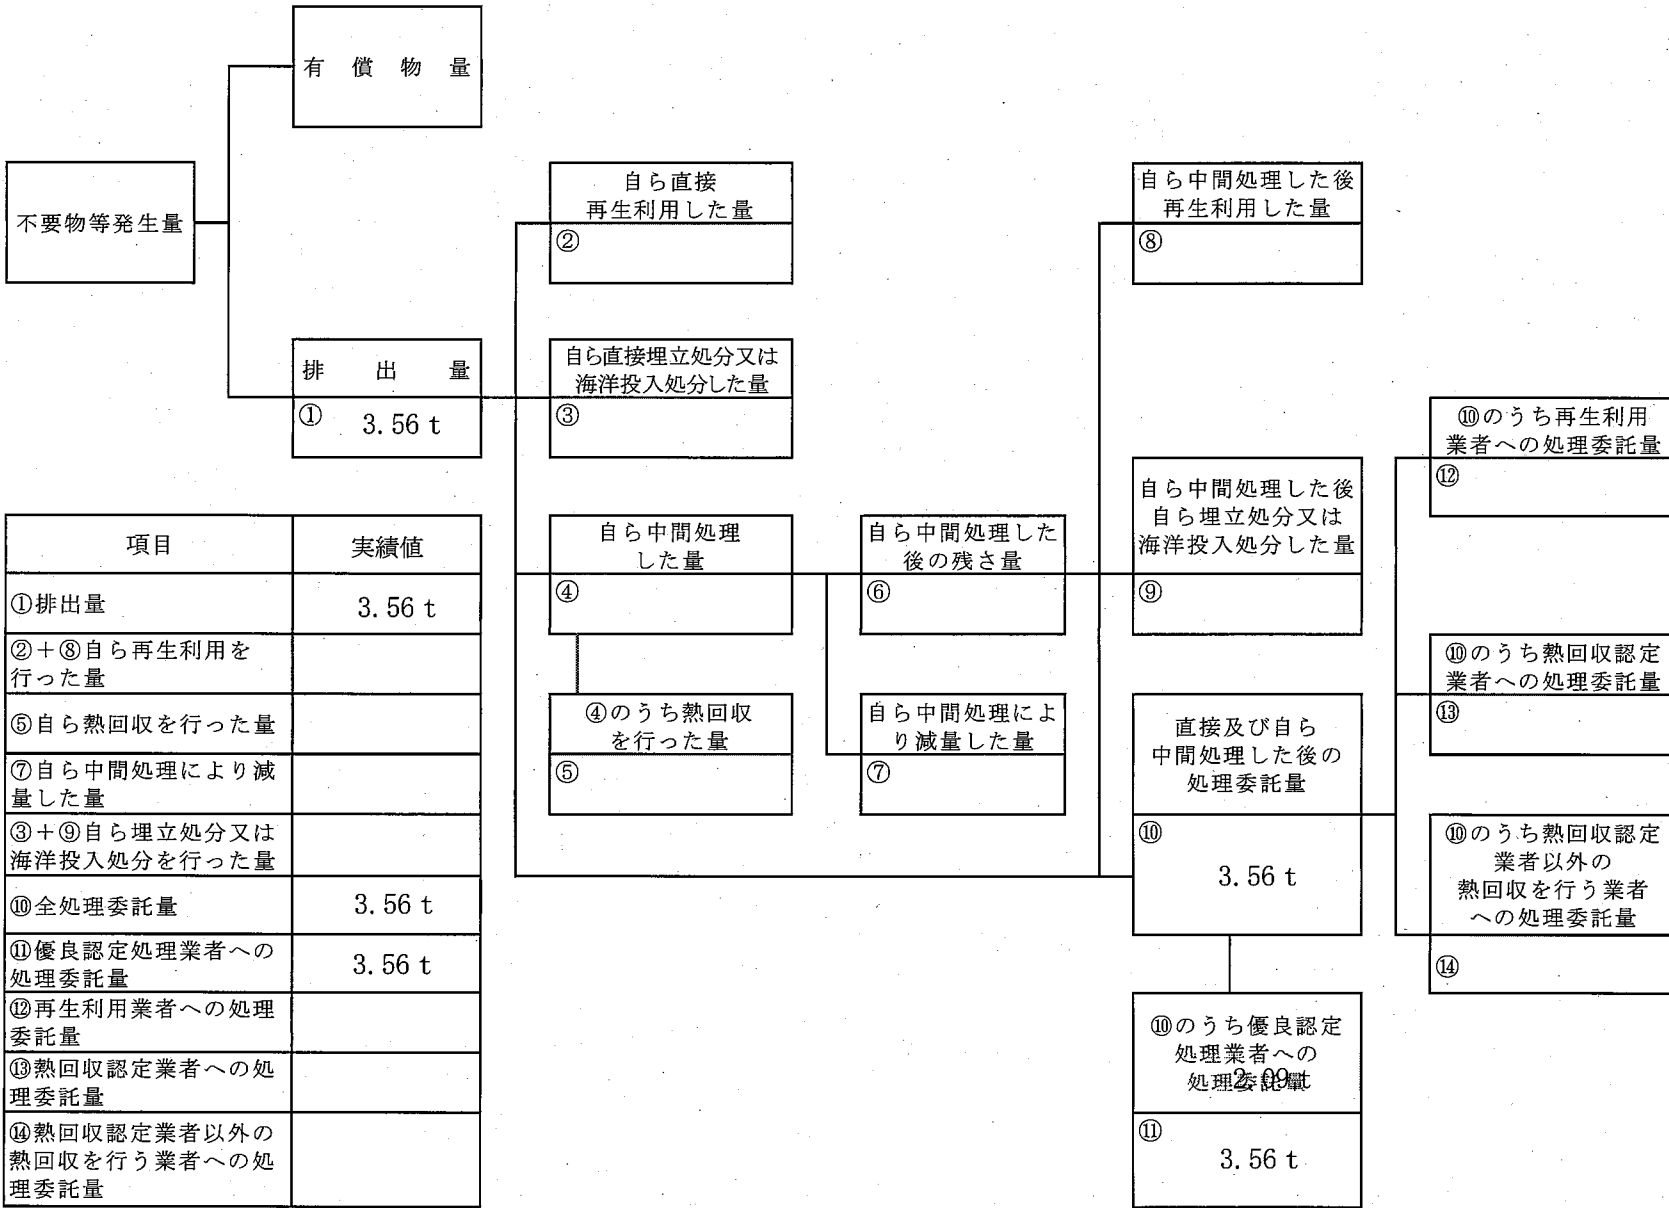 有償物量
不要物等発生量
排出量
① 3.56 t
自ら直接
再生利用した量
②
自ら直接埋立処分又は
海洋投入処分した量
③
自ら中間処理
した量
④
④のうち熱回収
を行った量
⑤
自ら中間処理した
後の残さ量
⑥
自ら中間処理によ
り減量した量
⑦
自ら中間処理した後
再生利用した量
⑧
自ら中間処理した後
自ら埋立処分又は
海洋投入処分した量
⑨
直接及び自ら
中間処理した後の
処理委託量
⑩
3.56 t
⑩のうち優良認定
処理業者への
処理委託量
2.09 t
⑪
3.56 t
⑩のうち再生利用
業者への処理委託量
⑫
⑩のうち熱回収認定
業者への処理委託量
⑬
⑩のうち熱回収認定
業者以外の
熱回収を行う業者
への処理委託量
⑭
項目 実績値
①排出量 3.56 t
②+⑧自ら再生利用を
行った量
⑤自ら熱回収を行った量
⑦自ら中間処理により減
量した量
③+⑨自ら埋立処分又は
海洋投入処分を行った量
⑩全処理委託量 3.56 t
⑪優良認定処理業者への
処理委託量 3.56 t
⑫再生利用業者への処理
委託量
⑬熱回収認定業者への処
理委託量
⑭熱回収認定業者以外の
熱回収を行う業者への処
理委託量